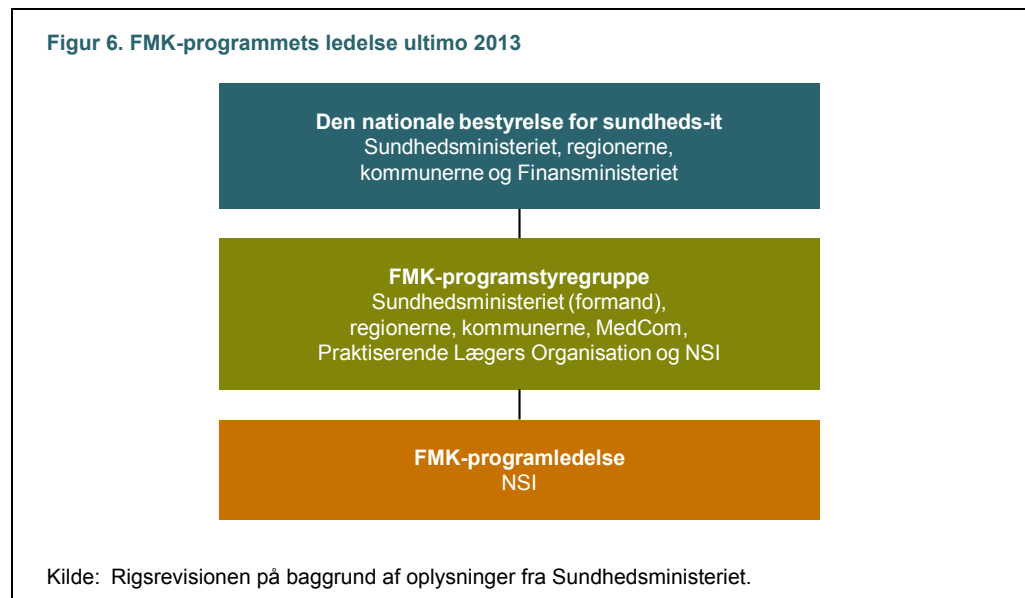 Figur 6. FMK-programmets ledelse ultimo 2013
Den nationale bestyrelse for sundheds-it
Sundhedsministeriet, regionerne,
kommunerne og Finansministeriet
FMK-programstyregruppe
Sundhedsministeriet (formand),
regionerne, kommunerne, MedCom,
Praktiserende Lægers Organisation og NSI
FMK-programledelse
NSI
Kilde: Rigsrevisionen på baggrund af oplysninger fra Sundhedsministeriet.